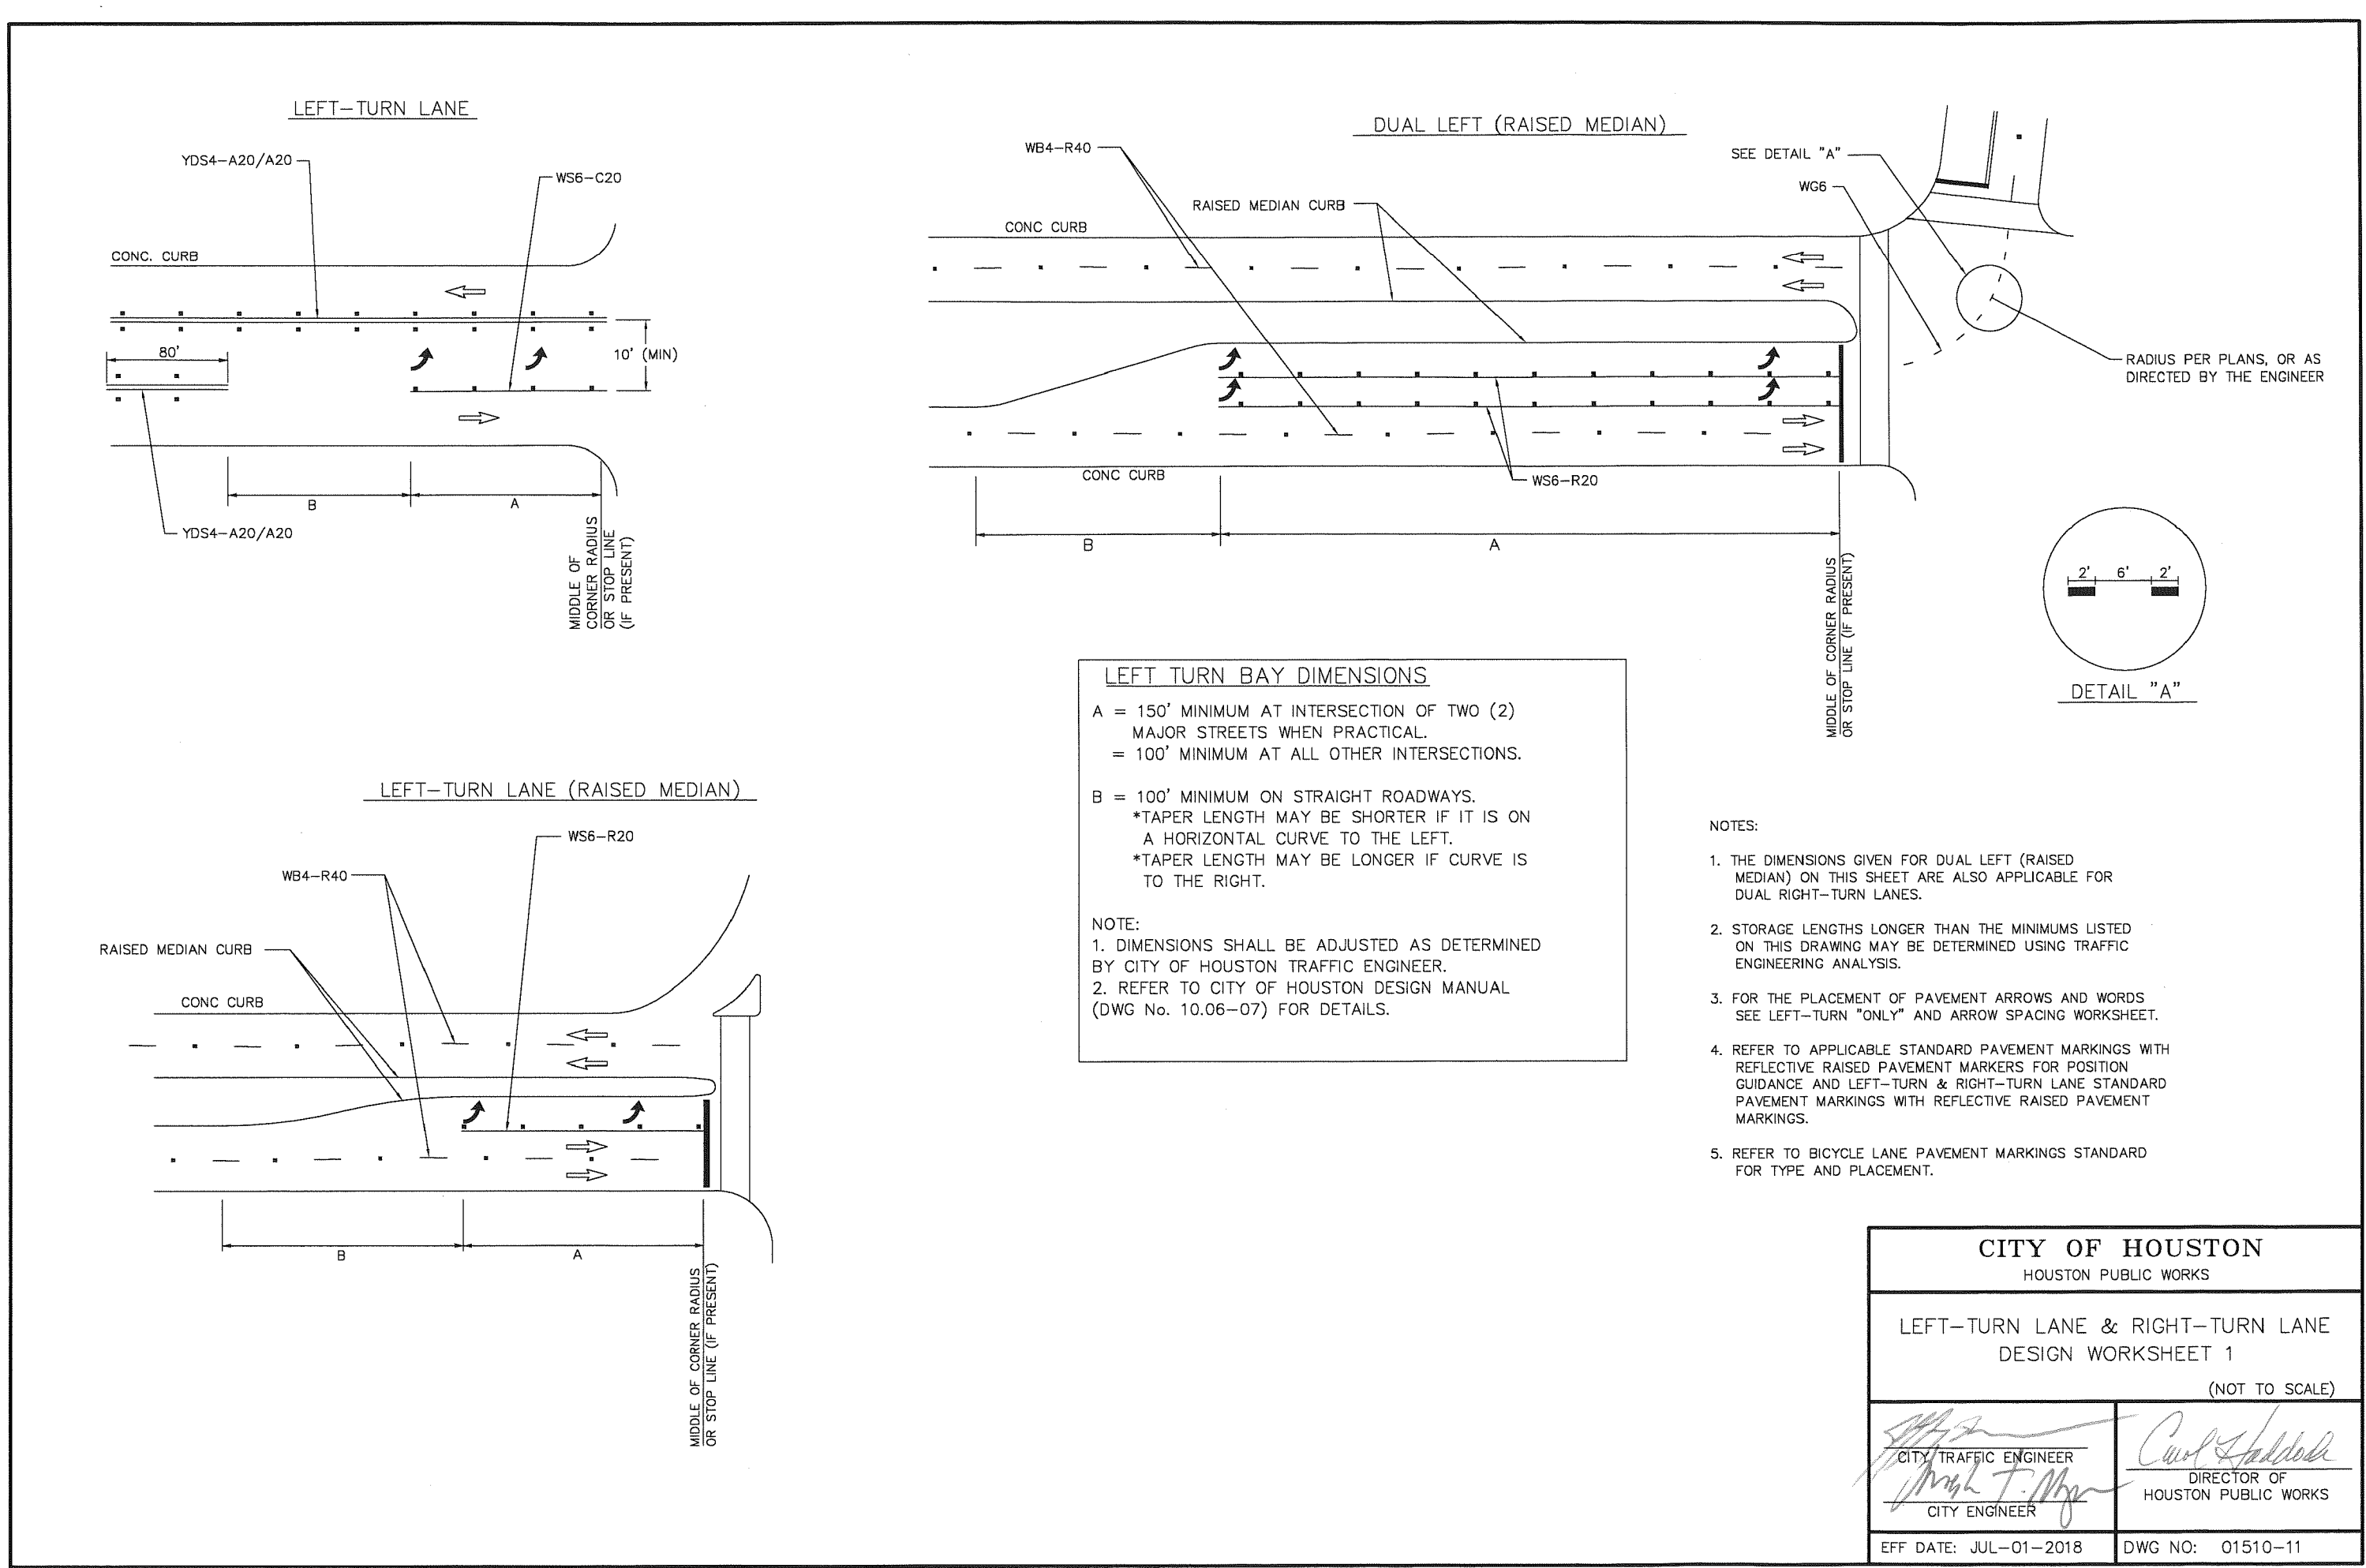 LEFT-TURN LANE
YDS4-A20/A20
WS6-C20
CONC. CURB
80'
10' (MIN)
B
A
YDS4-A20/A20
MIDDLE OF
CORNER RADIUS
OR STOP LINE
(IF PRESENT)
DUAL LEFT (RAISED MEDIAN)
WB4-R40
SEE DETAIL "A"
WG6
RAISED MEDIAN CURB
CONC CURB
RADIUS PER PLANS, OR AS
DIRECTED BY THE ENGINEER
CONC CURB
WS6-R20
B
A
MIDDLE OF CORNER RADIUS
OR STOP LINE (IF PRESENT)
2' 6' 2'
DETAIL "A"
LEFT TURN BAY DIMENSIONS
A = 150' MINIMUM AT INTERSECTION OF TWO (2)
MAJOR STREETS WHEN PRACTICAL.
= 100' MINIMUM AT ALL OTHER INTERSECTIONS.
B = 100' MINIMUM ON STRAIGHT ROADWAYS.
*TAPER LENGTH MAY BE SHORTER IF IT IS ON
A HORIZONTAL CURVE TO THE LEFT.
*TAPER LENGTH MAY BE LONGER IF CURVE IS
TO THE RIGHT.
NOTE:
1. DIMENSIONS SHALL BE ADJUSTED AS DETERMINED
BY CITY OF HOUSTON TRAFFIC ENGINEER.
2. REFER TO CITY OF HOUSTON DESIGN MANUAL
(DWG No. 10.06-07) FOR DETAILS.
LEFT-TURN LANE (RAISED MEDIAN)
WS6-R20
WB4-R40
RAISED MEDIAN CURB
CONC CURB
B
A
MIDDLE OF CORNER RADIUS
OR STOP LINE (IF PRESENT)
NOTES:
1. THE DIMENSIONS GIVEN FOR DUAL LEFT (RAISED
MEDIAN) ON THIS SHEET ARE ALSO APPLICABLE FOR
DUAL RIGHT-TURN LANES.
2. STORAGE LENGTHS LONGER THAN THE MINIMUMS LISTED
ON THIS DRAWING MAY BE DETERMINED USING TRAFFIC
ENGINEERING ANALYSIS.
3. FOR THE PLACEMENT OF PAVEMENT ARROWS AND WORDS
SEE LEFT-TURN "ONLY" AND ARROW SPACING WORKSHEET.
4. REFER TO APPLICABLE STANDARD PAVEMENT MARKINGS WITH
REFLECTIVE RAISED PAVEMENT MARKERS FOR POSITION
GUIDANCE AND LEFT-TURN & RIGHT-TURN LANE STANDARD
PAVEMENT MARKINGS WITH REFLECTIVE RAISED PAVEMENT
MARKINGS.
5. REFER TO BICYCLE LANE PAVEMENT MARKINGS STANDARD
FOR TYPE AND PLACEMENT.
CITY OF HOUSTON
HOUSTON PUBLIC WORKS
LEFT-TURN LANE & RIGHT-TURN LANE
DESIGN WORKSHEET 1
(NOT TO SCALE)
CITY TRAFFIC ENGINEER
CITY ENGINEER
Carol Haddock
DIRECTOR OF
HOUSTON PUBLIC WORKS
EFF DATE: JUL-01-2018
DWG NO: 01510-11